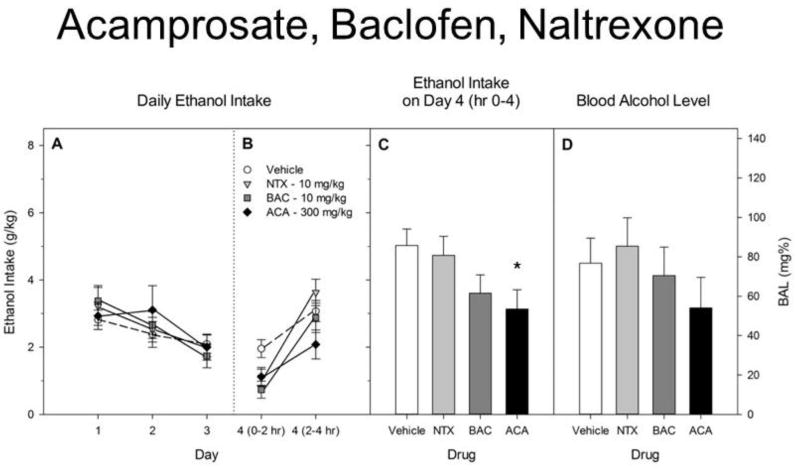 Acamprosate, Baclofen, Naltrexone
Daily Ethanol Intake
Ethanol Intake
on Day 4 (hr 0-4)
Blood Alcohol Level
A
B
C
D
Vehicle
NTX - 10 mg/kg
BAC - 10 mg/kg
ACA - 300 mg/kg
*
Ethanol Intake (g/kg)
8
6
4
2
0
140
120
100
80
60
40
20
0
BAL (mg%)
1 2 3 4 (0-2 hr) 4 (2-4 hr)
Vehicle NTX BAC ACA
Vehicle NTX BAC ACA
Day
Drug
Drug